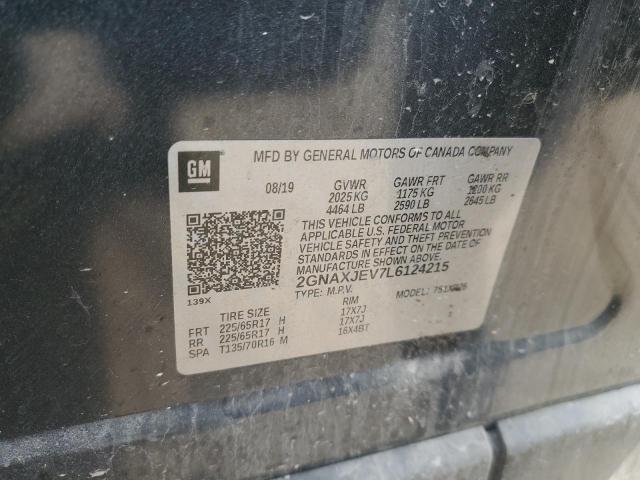 GM
MFD BY GENERAL MOTORS OF CANADA COMPANY
08/19 GVWR GAWR FRT GAWR RR
2025 KG 1175 KG 1200 KG
4464 LB 2590 LB 2645 LB
THIS VEHICLE CONFORMS TO ALL
APPLICABLE U.S. FEDERAL MOTOR
VEHICLE SAFETY AND THEFT PREVENTION
STANDARDS IN EFFECT ON THE DATE OF
MANUFACTURE SHOWN ABOVE.
2GNAXJEV7L6124215
TYPE: M.P.V. MODEL:
139X
TIRE SIZE RIM
FRT 225/65R17 H 17X7J
RR 225/65R17 H 17X7J
SPA T135/70R16 M 16X4BT